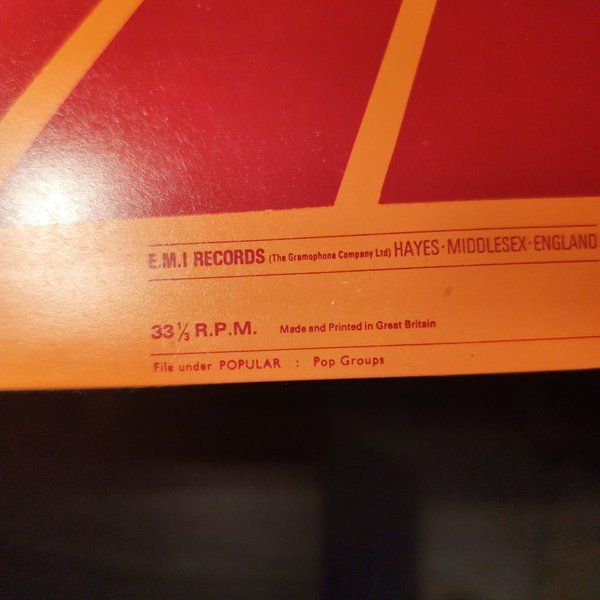 E.M.I RECORDS (The Gramophone Company Ltd) HAYES·MIDDLESEX·ENGLAND
33⅓ R.P.M. Made and Printed in Great Britain
File under POPULAR : Pop Groups